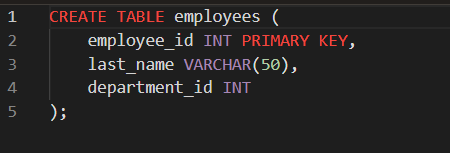 1 CREATE TABLE employees (
2     employee_id INT PRIMARY KEY,
3     last_name VARCHAR(50),
4     department_id INT
5 );